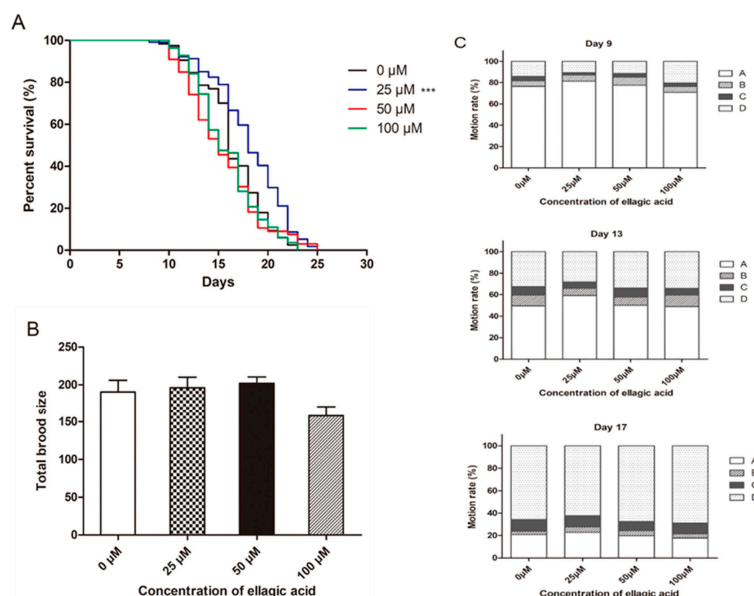 A
100
80
60
40
20
0
Percent survival (%)
0 5 10 15 20 25 30
Days
0 μM
25 μM ***
50 μM
100 μM
B
250
200
150
100
50
0
Total brood size
0 μM 25 μM 50 μM 100 μM
Concentration of ellagic acid
C
Day 9
100
80
60
40
20
0
Motion rate (%)
0μM 25μM 50μM 100μM
Concentration of ellagic acid
A
B
C
D
Day 13
100
80
60
40
20
0
Motion rate (%)
0μM 25μM 50μM 100μM
Concentration of ellagic acid
A
B
C
D
Day 17
100
80
60
40
20
0
Motion rate (%)
0μM 25μM 50μM 100μM
Concentration of ellagic acid
A
B
C
D